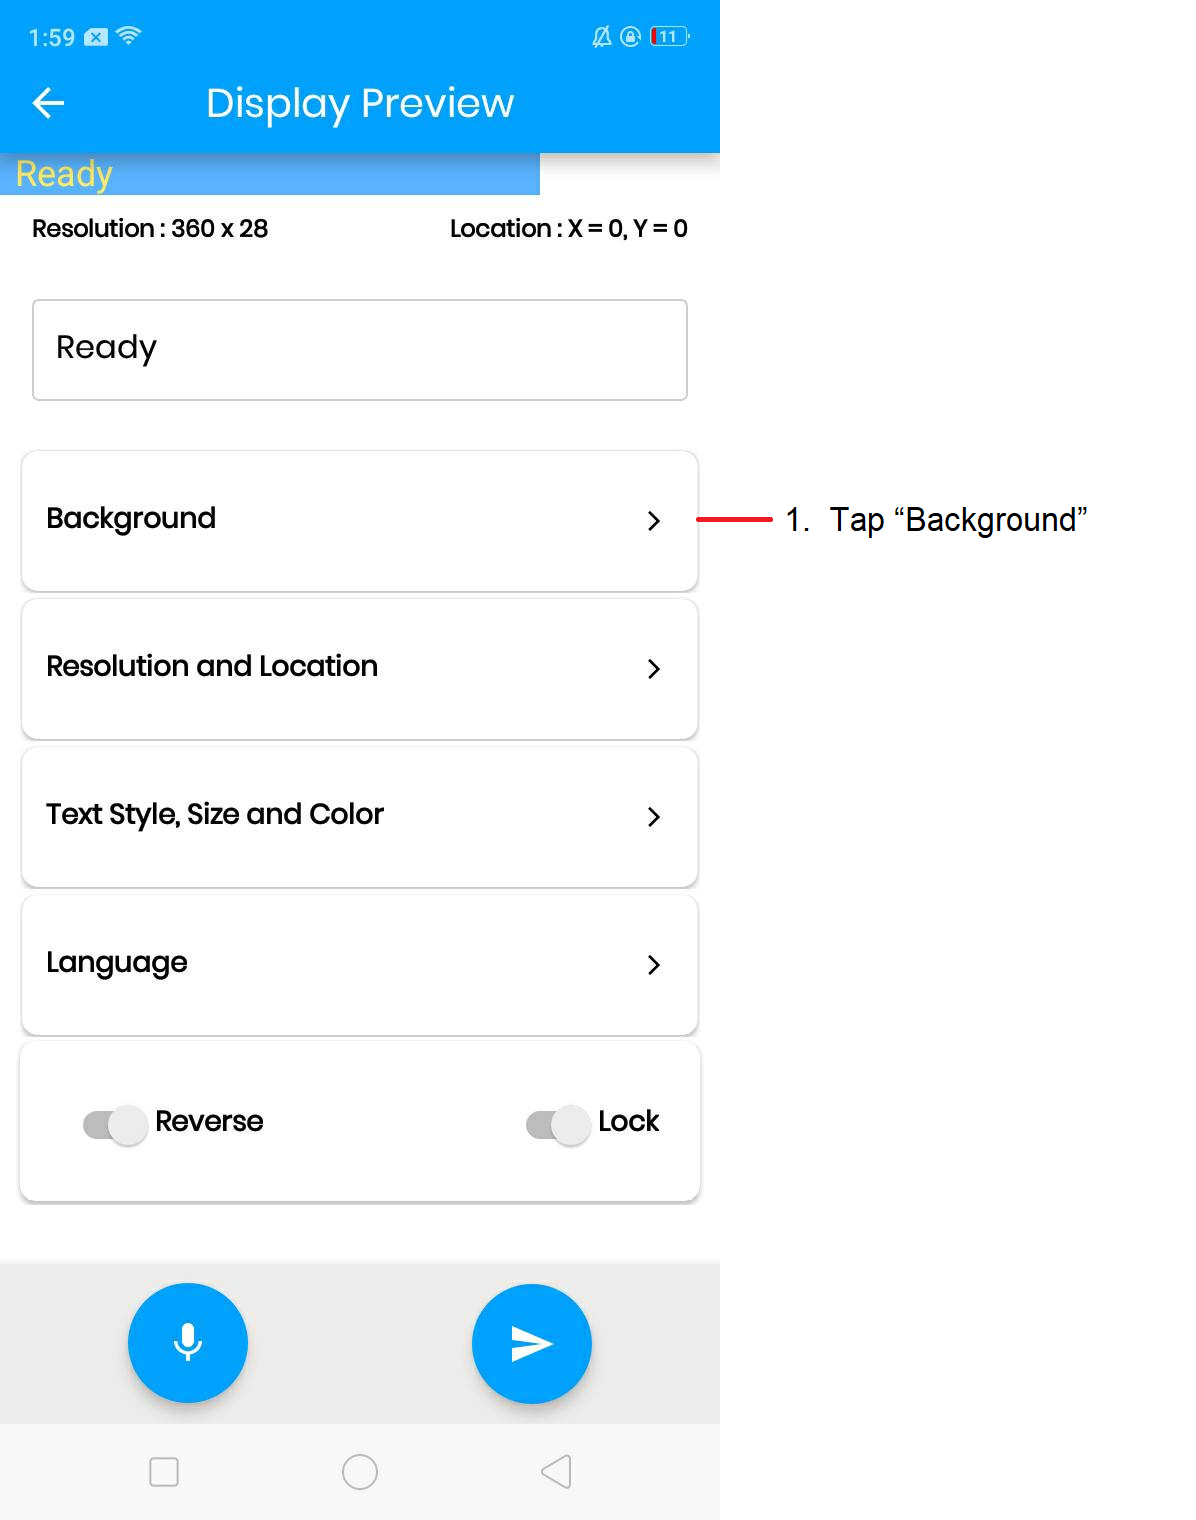 1:59 11
Display Preview
Ready
Resolution : 360 x 28 Location : X = 0, Y = 0
Ready
Background
1. Tap “Background”
Resolution and Location
Text Style, Size and Color
Language
Reverse Lock